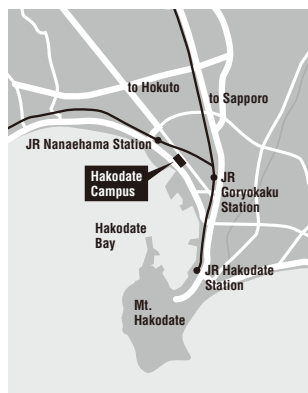 to Hokuto
to Sapporo
JR Nanaehama Station
Hakodate
Campus
JR
Goryokaku
Station
Hakodate
Bay
JR Hakodate
Station
Mt.
Hakodate